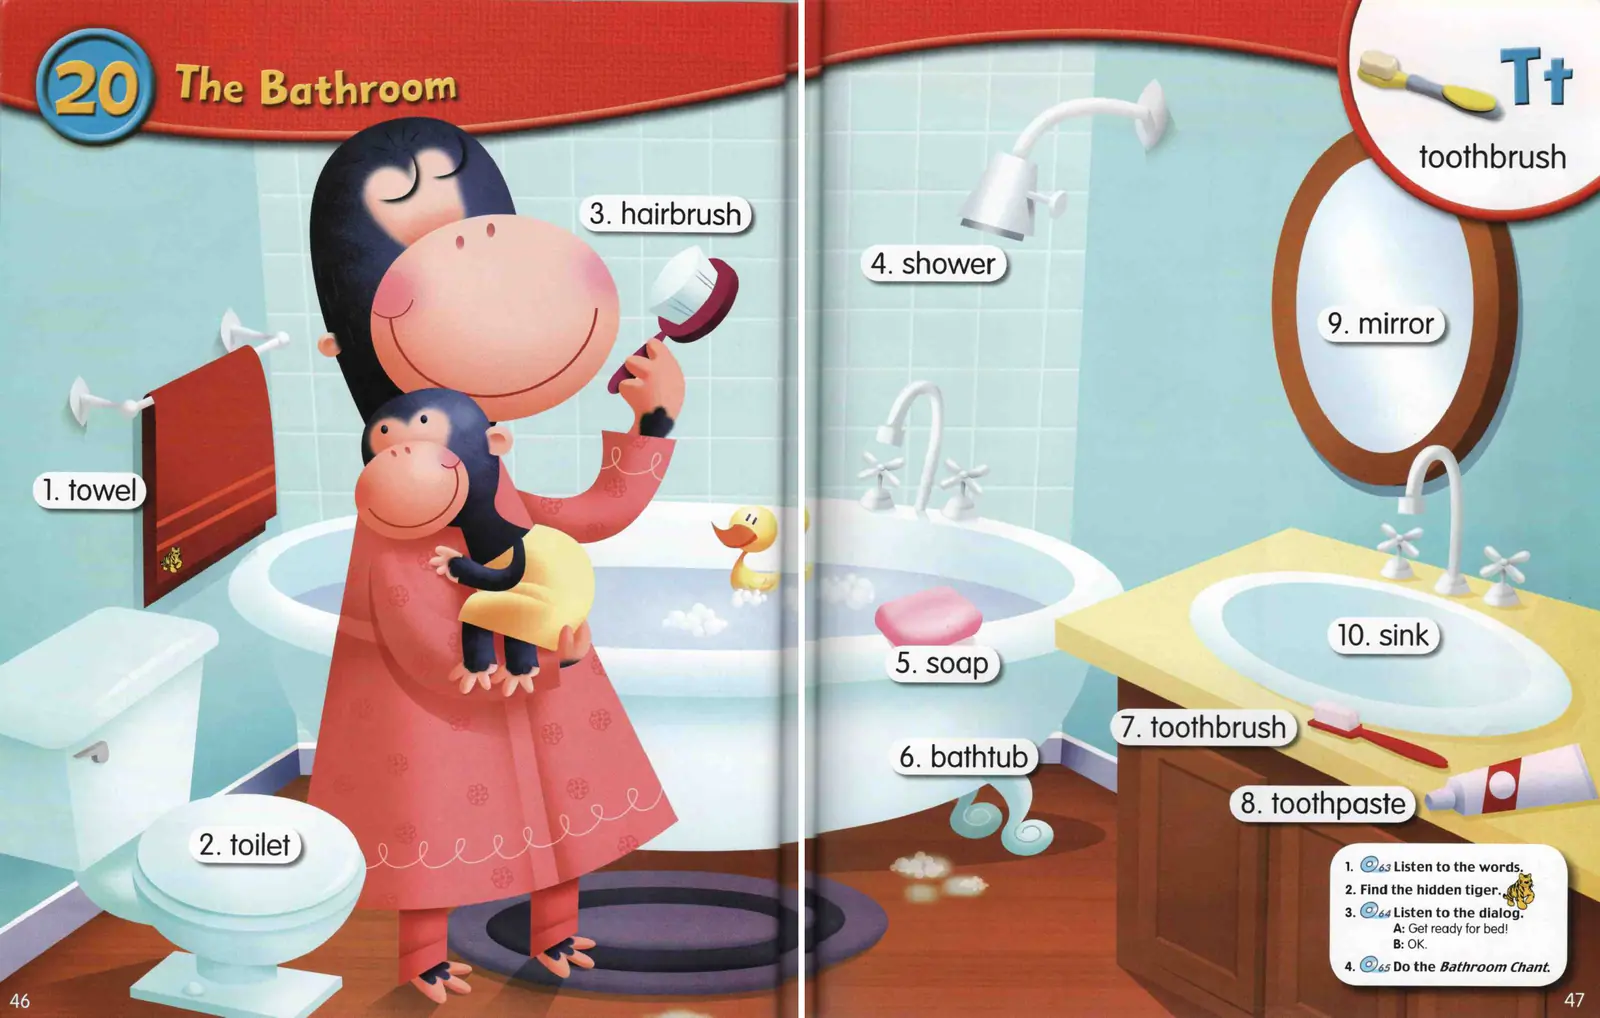 20
The Bathroom
Tt
toothbrush
3. hairbrush
4. shower
9. mirror
1. towel
10. sink
5. soap
7. toothbrush
6. bathtub
8. toothpaste
2. toilet
1. 63 Listen to the words.
2. Find the hidden tiger.
3. 64 Listen to the dialog.
A: Get ready for bed!
B: OK.
4. 65 Do the Bathroom Chant.
46
47